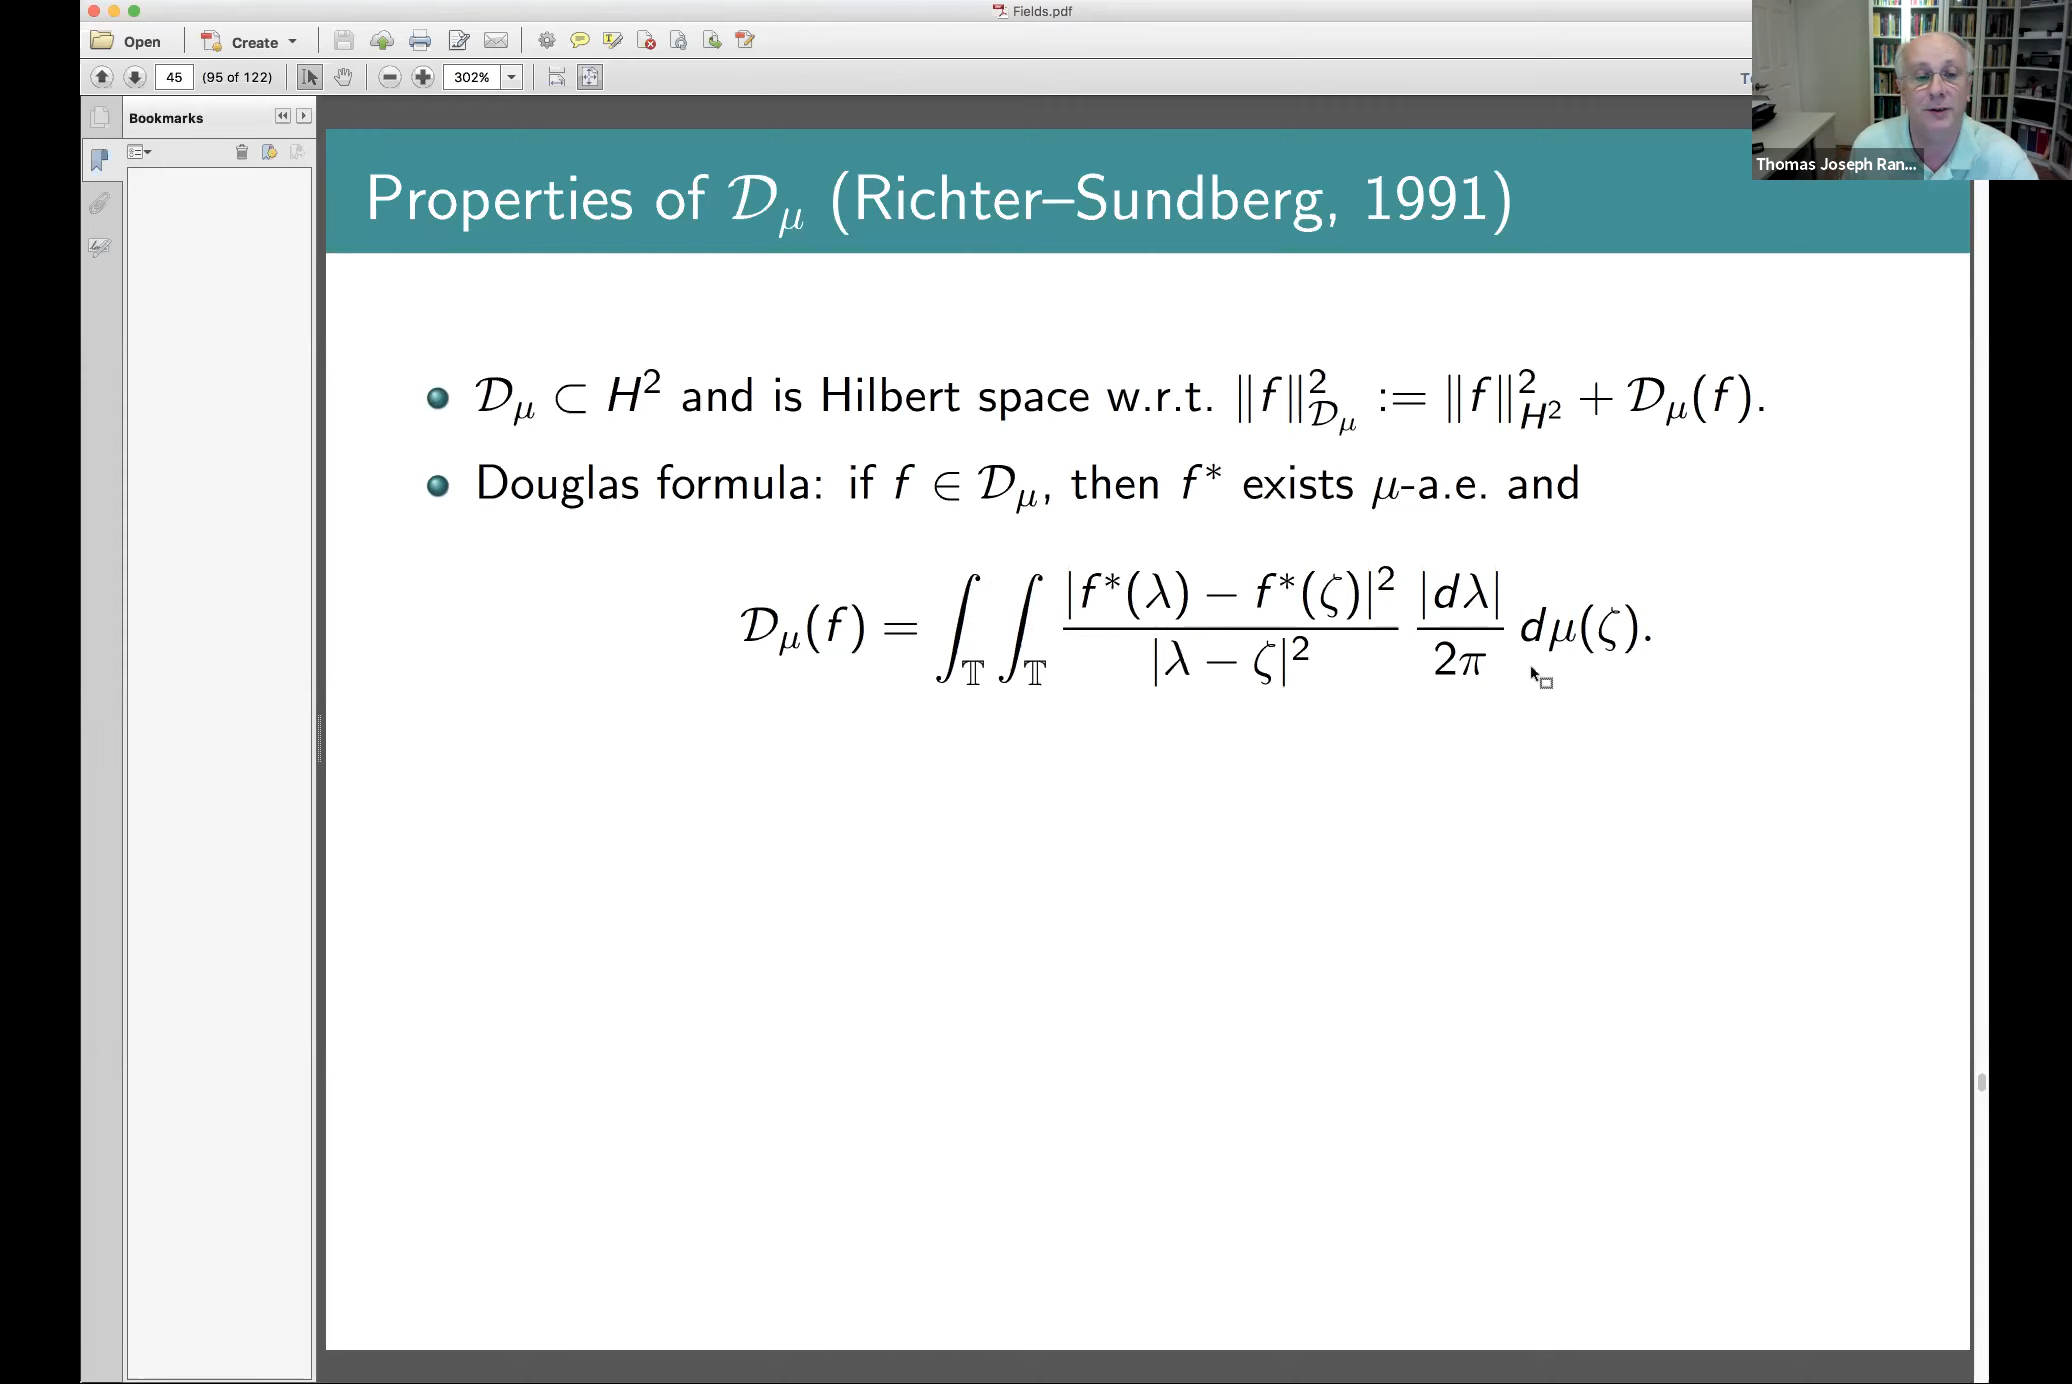 Fields.pdf
Open
Create
45 (95 of 122) 302%
Bookmarks
Thomas Joseph Ran...
Properties of 𝒟_μ (Richter–Sundberg, 1991)
𝒟_μ ⊂ H² and is Hilbert space w.r.t. ‖f‖²_{𝒟_μ} := ‖f‖²_{H²} + 𝒟_μ(f).
Douglas formula: if f ∈ 𝒟_μ, then f* exists μ-a.e. and
𝒟_μ(f) = ∫_𝕋 ∫_𝕋 |f*(λ) − f*(ζ)|² / |λ − ζ|² |dλ| / 2π dμ(ζ).